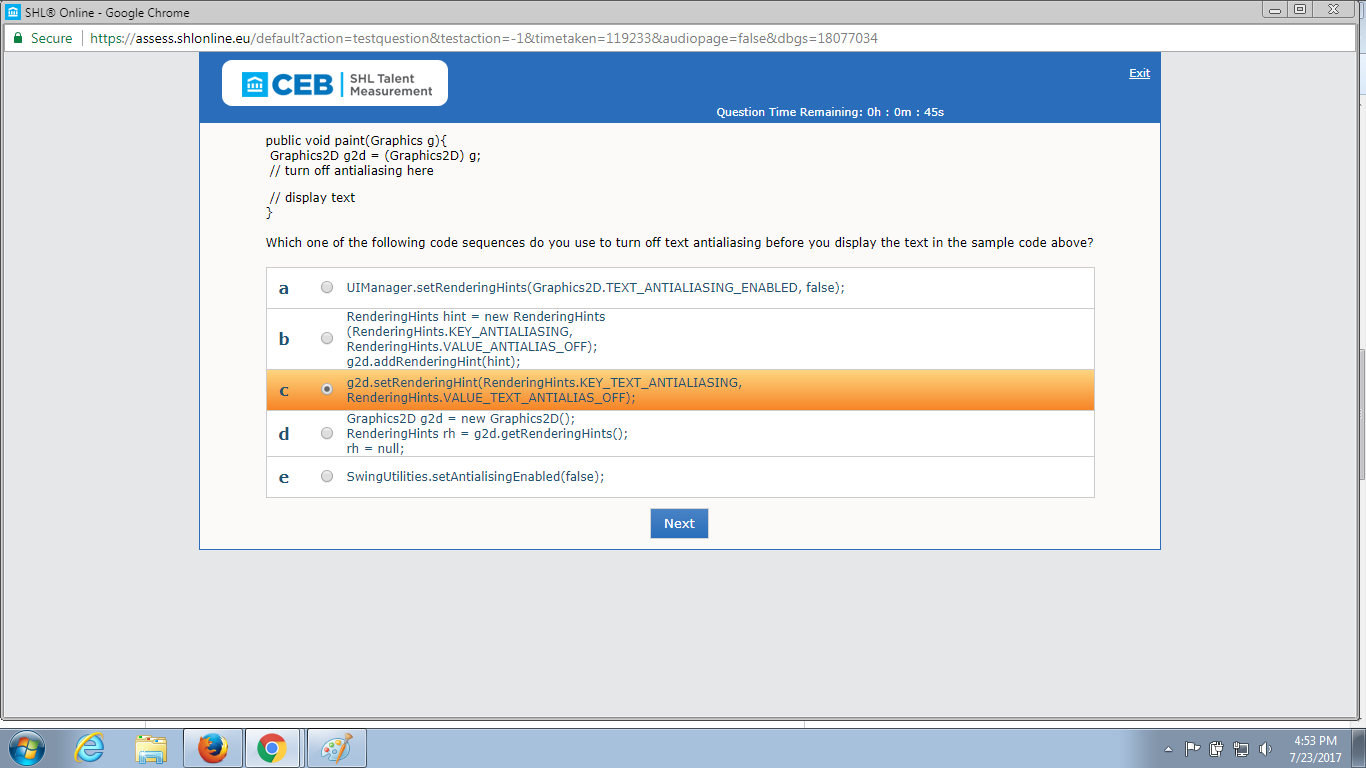 SHL® Online - Google Chrome
Secure https://assess.shlonline.eu/default?action=testquestion&testaction=-1&timetaken=119233&audiopage=false&dbgs=18077034
CEB SHL Talent
Measurement
Exit
Question Time Remaining: 0h : 0m : 45s
public void paint(Graphics g){
Graphics2D g2d = (Graphics2D) g;
// turn off antialiasing here
// display text
}
Which one of the following code sequences do you use to turn off text antialiasing before you display the text in the sample code above?
a UIManager.setRenderingHints(Graphics2D.TEXT_ANTIALIASING_ENABLED, false);
b RenderingHints hint = new RenderingHints
(RenderingHints.KEY_ANTIALIASING,
RenderingHints.VALUE_ANTIALIAS_OFF);
g2d.addRenderingHint(hint);
c g2d.setRenderingHint(RenderingHints.KEY_TEXT_ANTIALIASING,
RenderingHints.VALUE_TEXT_ANTIALIAS_OFF);
d Graphics2D g2d = new Graphics2D();
RenderingHints rh = g2d.getRenderingHints();
rh = null;
e SwingUtilities.setAntialisingEnabled(false);
Next
4:53 PM
7/23/2017